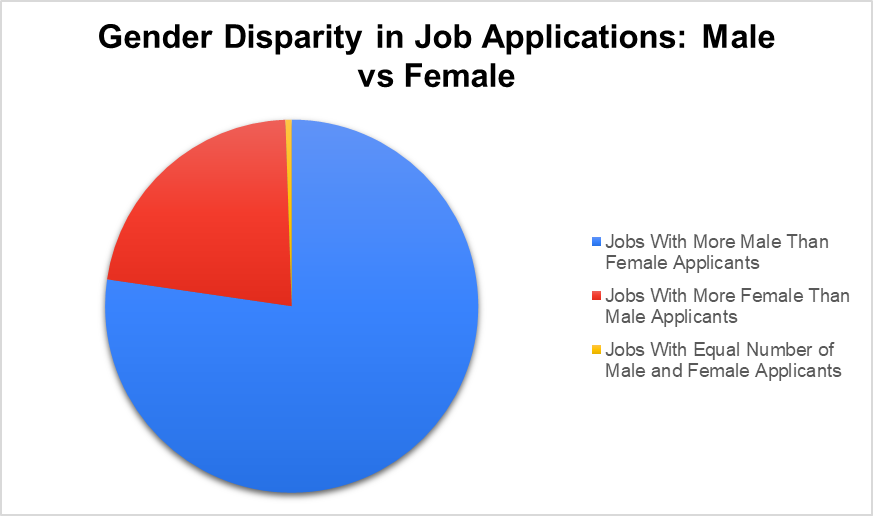 Gender Disparity in Job Applications: Male
vs Female
Jobs With More Male Than
Female Applicants
Jobs With More Female Than
Male Applicants
Jobs With Equal Number of
Male and Female Applicants